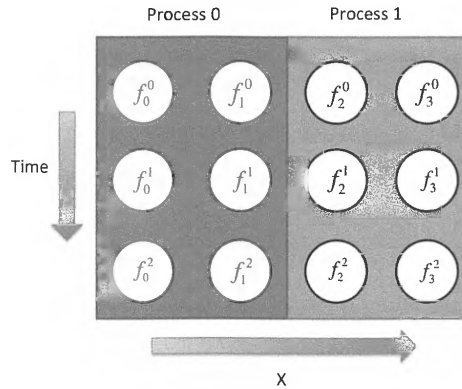 Process 0 Process 1
f_0^0 f_1^0 f_2^0 f_3^0
Time
f_0^1 f_1^1 f_2^1 f_3^1
f_0^2 f_1^2 f_2^2 f_3^2
X